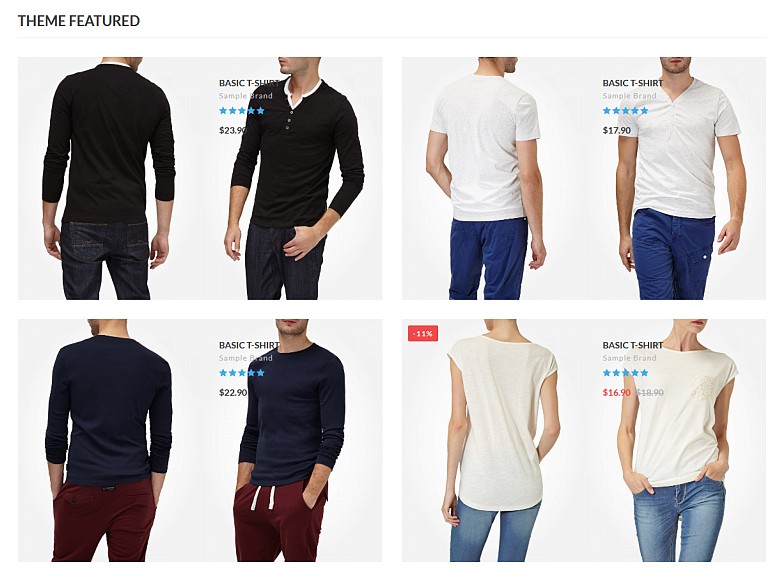 THEME FEATURED
BASIC T-SHIRT
Sample Brand
$23.90
BASIC T-SHIRT
Sample Brand
$17.90
BASIC T-SHIRT
Sample Brand
$22.90
-11%
BASIC T-SHIRT
Sample Brand
$16.90 $18.90